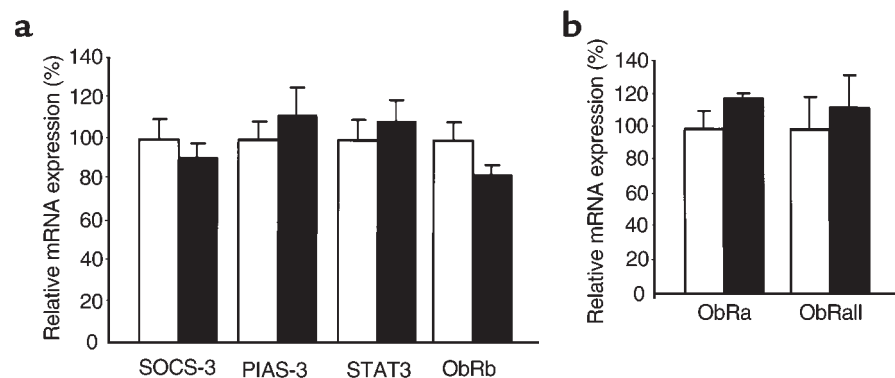 a
Relative mRNA expression (%)
140
120
100
80
60
40
20
0
SOCS-3 PIAS-3 STAT3 ObRb
b
Relative mRNA expression (%)
140
120
100
80
60
40
20
0
ObRa ObRall